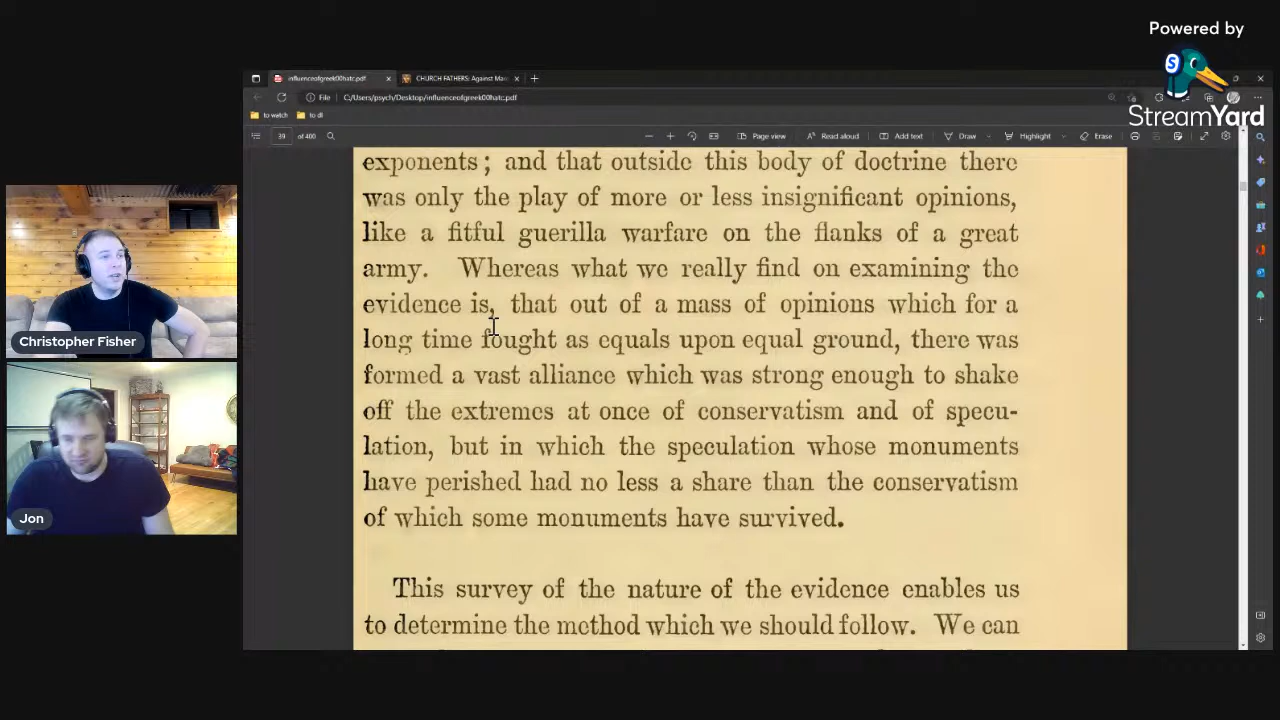 Powered by
StreamYard
influenceofgreek00hatc.pdf
CHURCH FATHERS: Against Marc
File
C:/Users/psych/Desktop/influenceofgreek00hatc.pdf
to watch
to dl
39
of 400
Page view
Read aloud
Add text
Draw
Highlight
Erase
exponents; and that outside this body of doctrine there
was only the play of more or less insignificant opinions,
like a fitful guerilla warfare on the flanks of a great
army. Whereas what we really find on examining the
evidence is, that out of a mass of opinions which for a
long time fought as equals upon equal ground, there was
formed a vast alliance which was strong enough to shake
off the extremes at once of conservatism and of specu-
lation, but in which the speculation whose monuments
have perished had no less a share than the conservatism
of which some monuments have survived.
This survey of the nature of the evidence enables us
to determine the method which we should follow. We can
Christopher Fisher
Jon